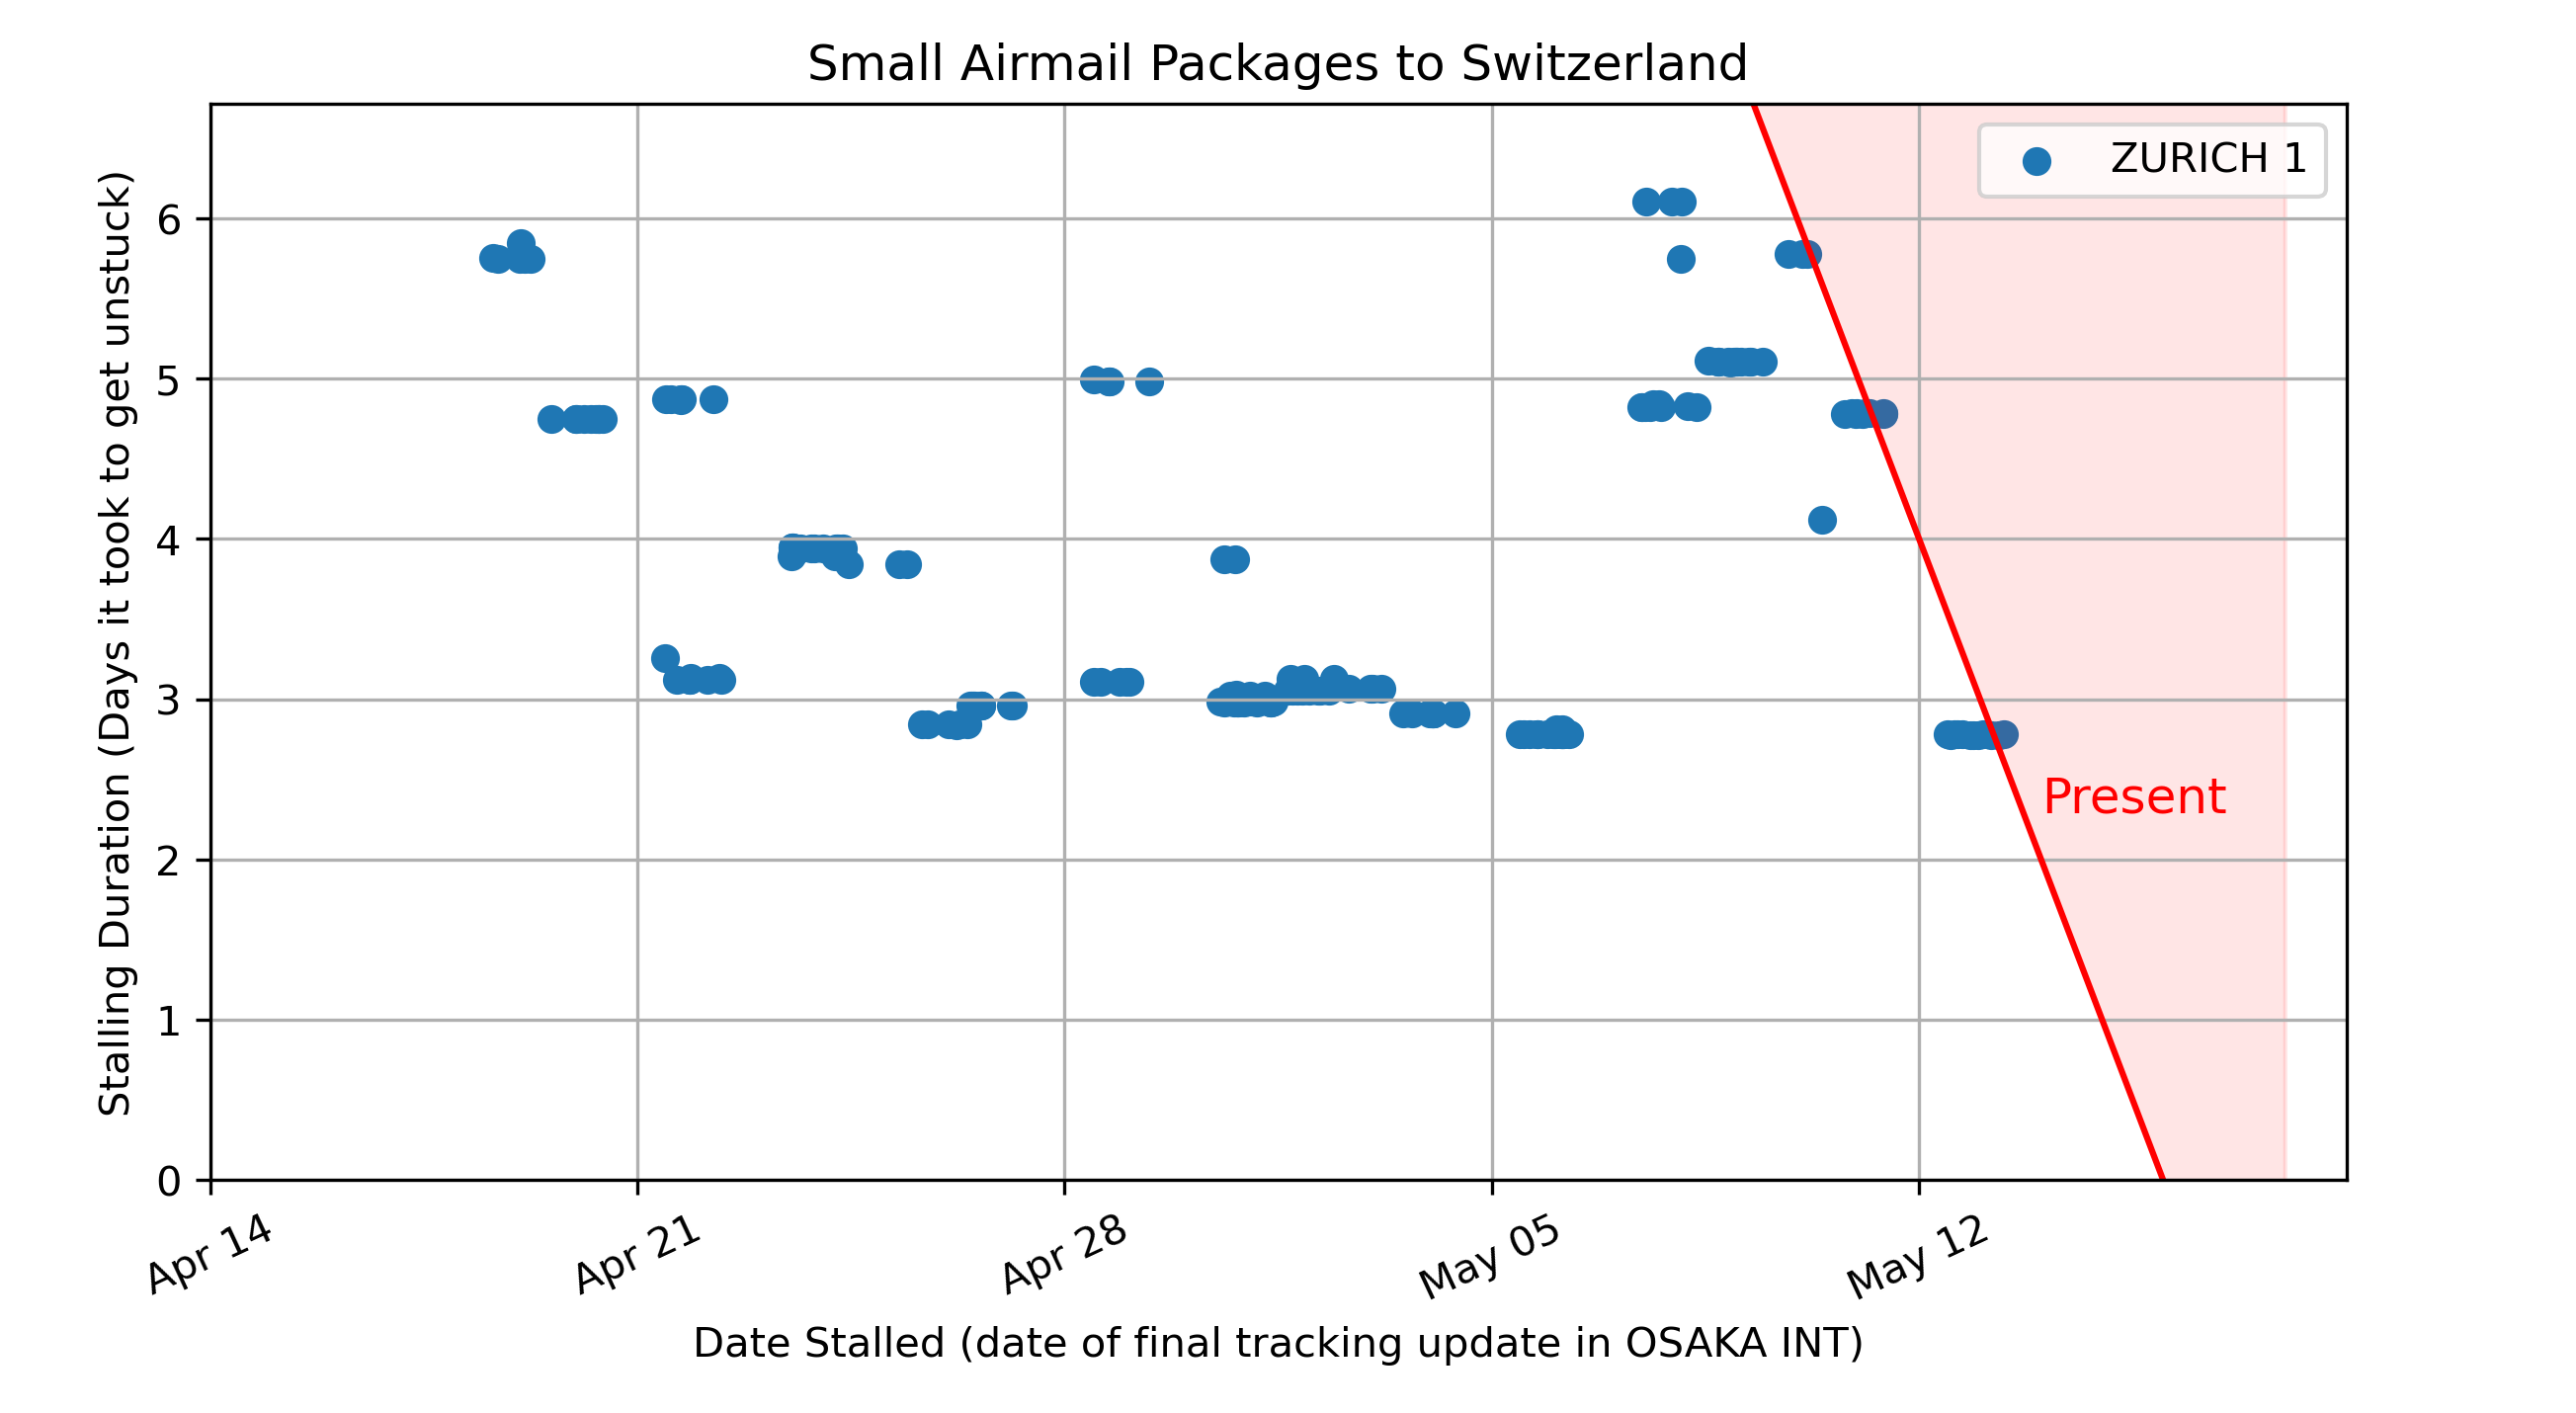 Small Airmail Packages to Switzerland
ZURICH 1
Stalling Duration (Days it took to get unstuck)
6
5
4
3
2
1
0
Present
Apr 14
Apr 21
Apr 28
May 05
May 12
Date Stalled (date of final tracking update in OSAKA INT)